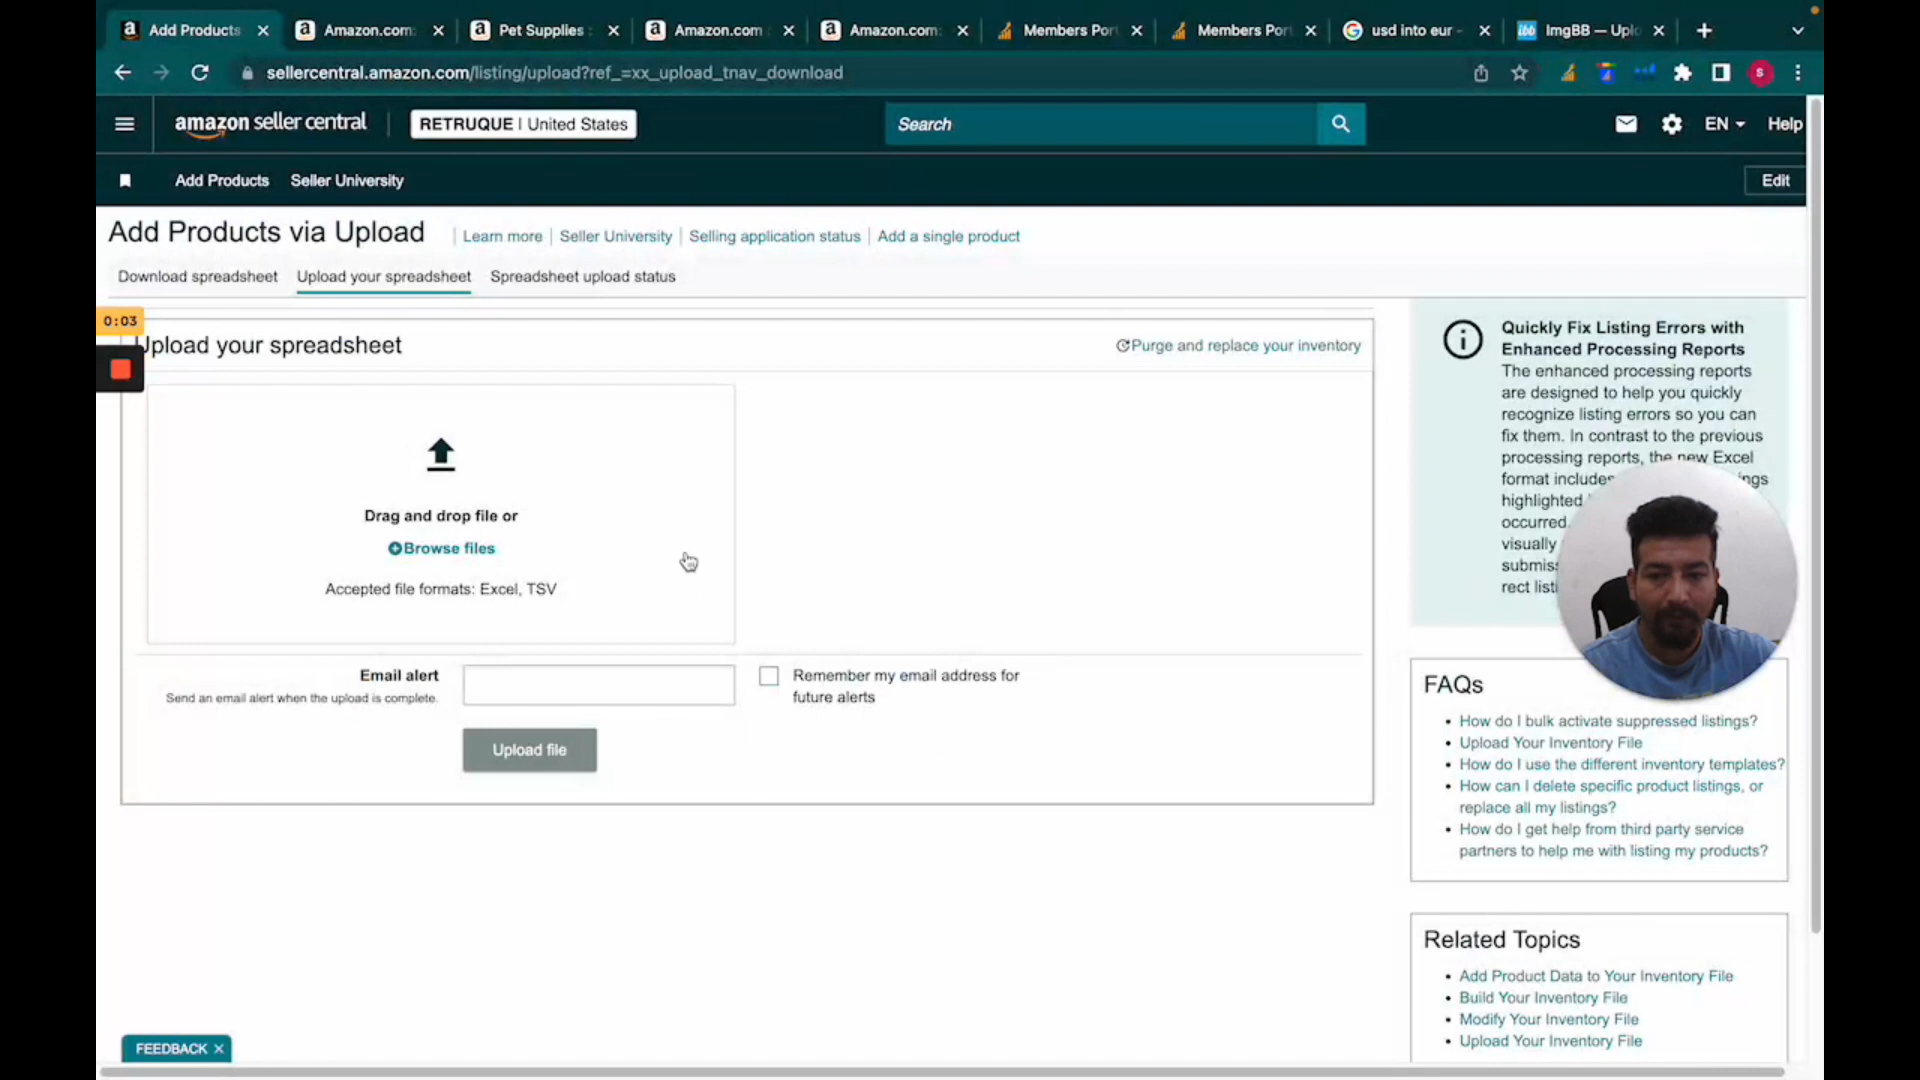 Add Products
Amazon.com:
Pet Supplies :
Amazon.com :
Amazon.com:
Members Por
Members Por
usd into eur -
ibb
ImgBB — Uplo
sellercentral.amazon.com/listing/upload?ref_=xx_upload_tnav_download
S
amazon seller central
RETRUQUE | United States
Search
EN
Help
Add Products
Seller University
Edit
Add Products via Upload
Learn more
Seller University
Selling application status
Add a single product
Download spreadsheet
Upload your spreadsheet
Spreadsheet upload status
0:03
Upload your spreadsheet
Purge and replace your inventory
Drag and drop file or
Browse files
Accepted file formats: Excel, TSV
Email alert
Send an email alert when the upload is complete.
Remember my email address for
future alerts
Upload file
Quickly Fix Listing Errors with
Enhanced Processing Reports
The enhanced processing reports
are designed to help you quickly
recognize listing errors so you can
fix them. In contrast to the previous
processing reports, the new Excel
format includes ngs
highlighted
occurred.
visually
submis
rect listi
FAQs
• How do I bulk activate suppressed listings?
• Upload Your Inventory File
• How do I use the different inventory templates?
• How can I delete specific product listings, or
replace all my listings?
• How do I get help from third party service
partners to help me with listing my products?
Related Topics
• Add Product Data to Your Inventory File
• Build Your Inventory File
• Modify Your Inventory File
• Upload Your Inventory File
FEEDBACK